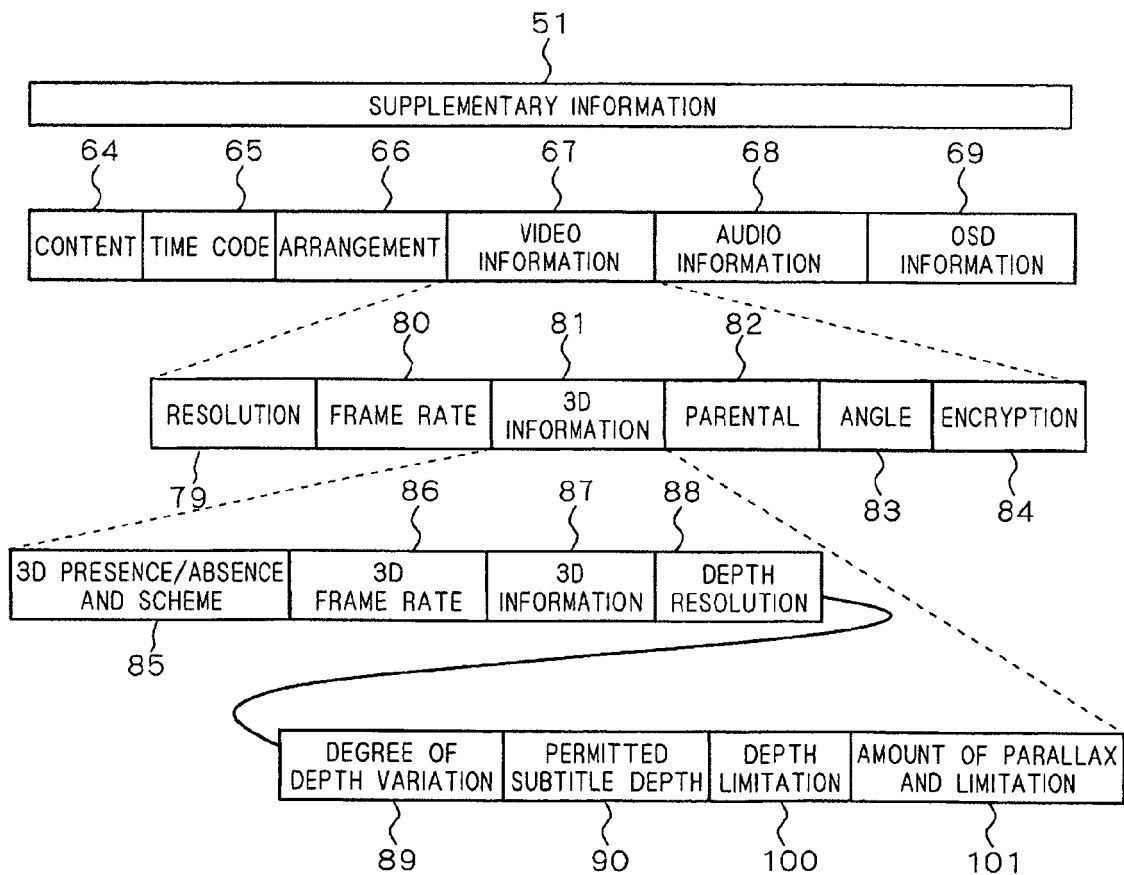 51
SUPPLEMENTARY INFORMATION
64 65 66 67 68 69
CONTENT TIME CODE ARRANGEMENT VIDEO INFORMATION AUDIO INFORMATION OSD INFORMATION
80 81 82
RESOLUTION FRAME RATE 3D INFORMATION PARENTAL ANGLE ENCRYPTION
79 83 84
86 87 88
3D PRESENCE/ABSENCE AND SCHEME 3D FRAME RATE 3D INFORMATION DEPTH RESOLUTION
85
DEGREE OF DEPTH VARIATION PERMITTED SUBTITLE DEPTH DEPTH LIMITATION AMOUNT OF PARALLAX AND LIMITATION
89 90 100 101